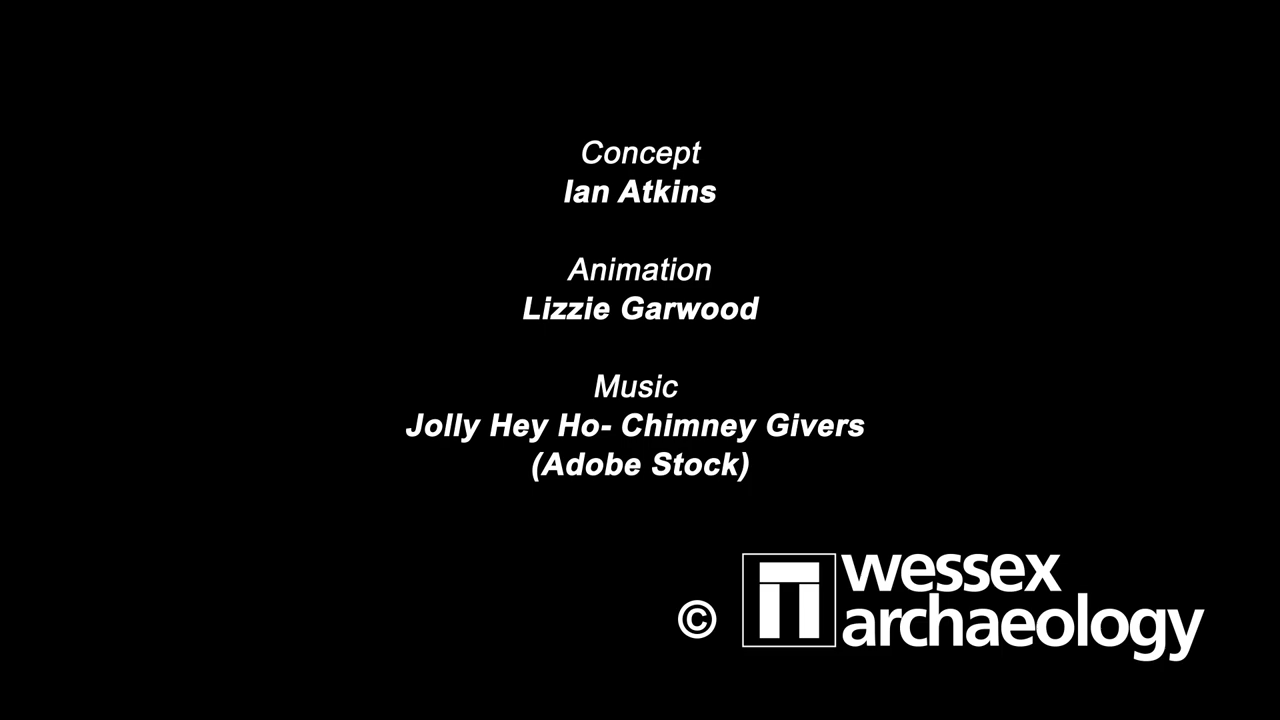 Concept
Ian Atkins
Animation
Lizzie Garwood
Music
Jolly Hey Ho- Chimney Givers
(Adobe Stock)
© wessex
archaeology